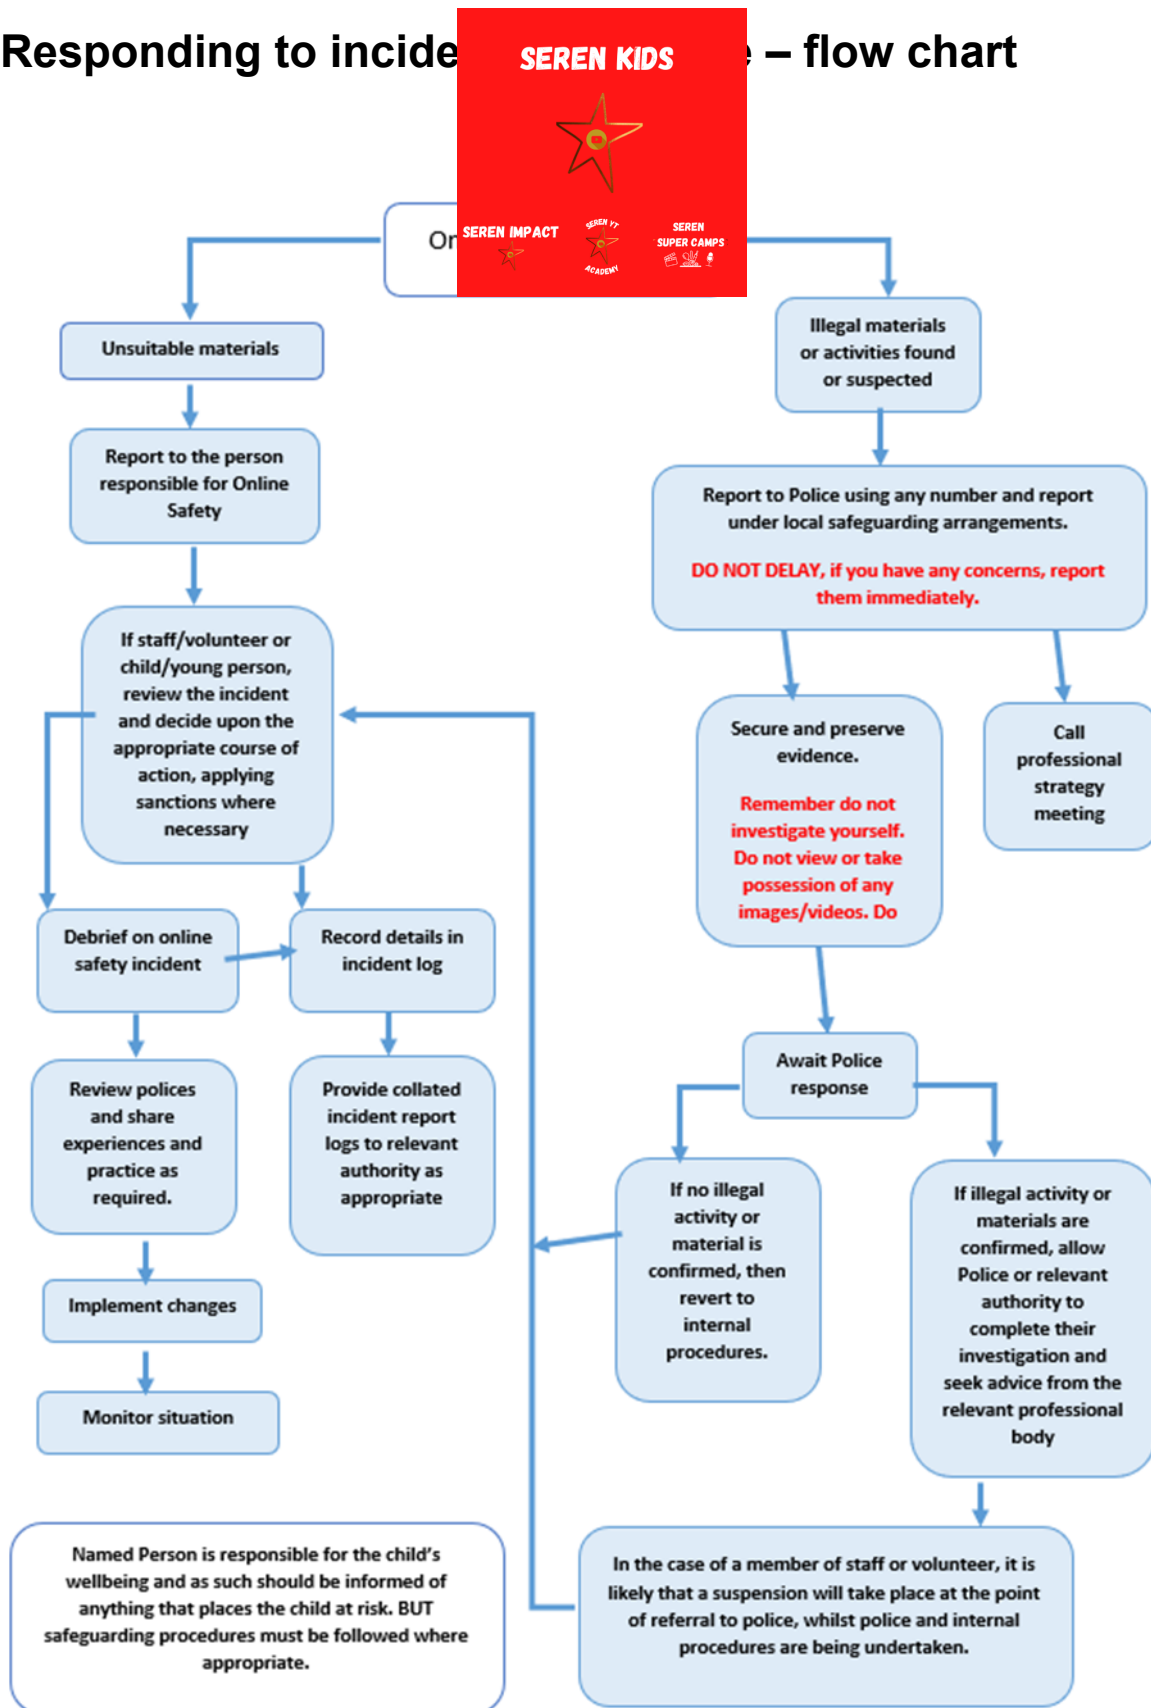 Responding to incide – flow chart
SEREN KIDS
SEREN IMPACT
SEREN YT
ACADEMY
SEREN
SUPER CAMPS
Unsuitable materials
Report to the person
responsible for Online
Safety
If staff/volunteer or
child/young person,
review the incident
and decide upon the
appropriate course of
action, applying
sanctions where
necessary
Debrief on online
safety incident
Record details in
incident log
Review polices
and share
experiences and
practice as
required.
Provide collated
incident report
logs to relevant
authority as
appropriate
Implement changes
Monitor situation
Named Person is responsible for the child's
wellbeing and as such should be informed of
anything that places the child at risk. BUT
safeguarding procedures must be followed where
appropriate.
Illegal materials
or activities found
or suspected
Report to Police using any number and report
under local safeguarding arrangements.
DO NOT DELAY, if you have any concerns, report
them immediately.
Secure and preserve
evidence.
Remember do not
investigate yourself.
Do not view or take
possession of any
images/videos. Do
Call
professional
strategy
meeting
Await Police
response
If no illegal
activity or
material is
confirmed, then
revert to
internal
procedures.
If illegal activity or
materials are
confirmed, allow
Police or relevant
authority to
complete their
investigation and
seek advice from the
relevant professional
body
In the case of a member of staff or volunteer, it is
likely that a suspension will take place at the point
of referral to police, whilst police and internal
procedures are being undertaken.